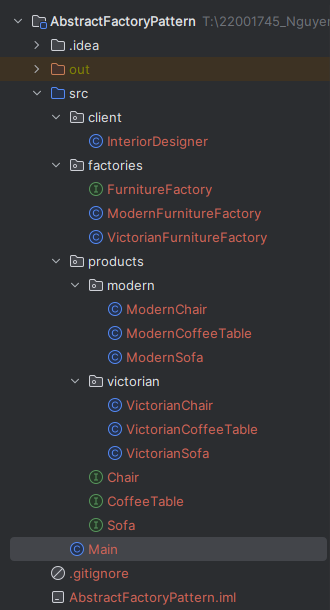 AbstractFactoryPattern T:\22001745_Nguyer
.idea
out
src
client
InteriorDesigner
factories
FurnitureFactory
ModernFurnitureFactory
VictorianFurnitureFactory
products
modern
ModernChair
ModernCoffeeTable
ModernSofa
victorian
VictorianChair
VictorianCoffeeTable
VictorianSofa
Chair
CoffeeTable
Sofa
Main
.gitignore
AbstractFactoryPattern.iml